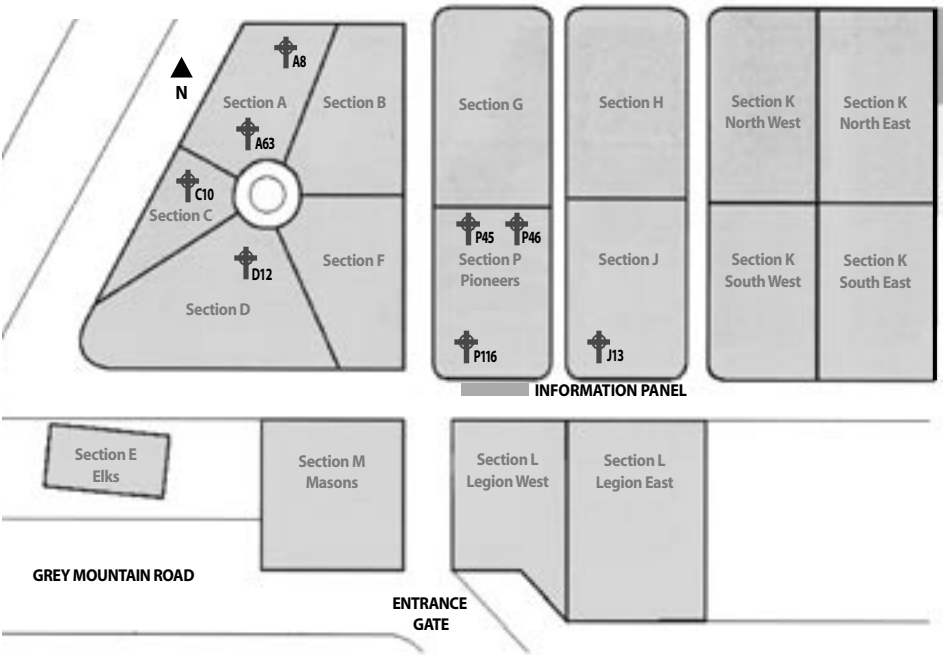 A8
N
Section A
Section B
A63
C10
Section C
D12
Section D
Section F
Section G
P45
P46
Section P
Pioneers
P116
Section H
Section J
J13
Section K
North West
Section K
North East
Section K
South West
Section K
South East
INFORMATION PANEL
Section E
Elks
Section M
Masons
Section L
Legion West
Section L
Legion East
GREY MOUNTAIN ROAD
ENTRANCE
GATE